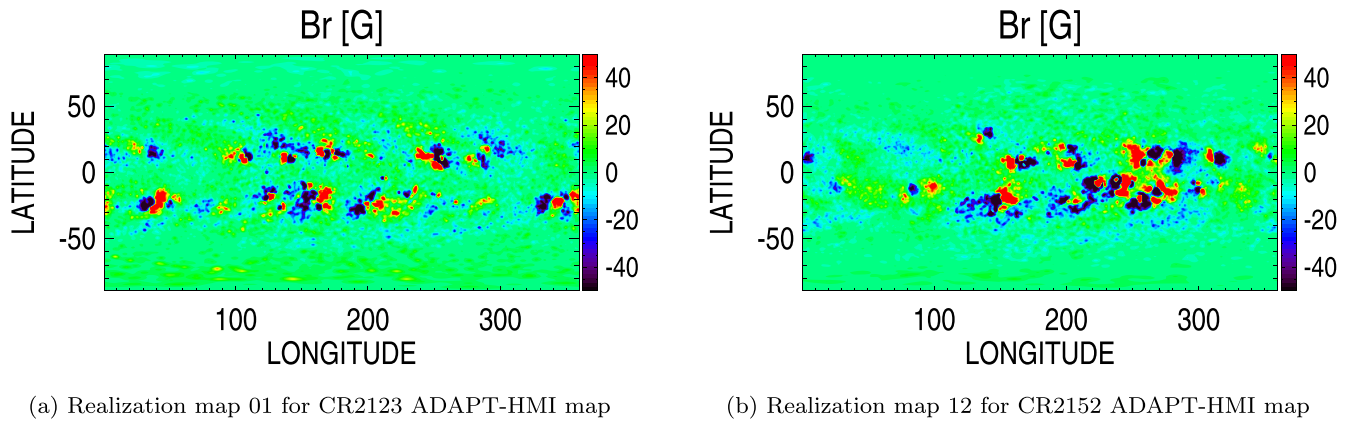 Br [G] Br [G]
50 40 50 40
20 20
0 0 0 0
-20 -20
-50 -40 -50 -40
100 200 300 100 200 300
LATITUDE LATITUDE
LONGITUDE LONGITUDE
(a) Realization map 01 for CR2123 ADAPT-HMI map (b) Realization map 12 for CR2152 ADAPT-HMI map